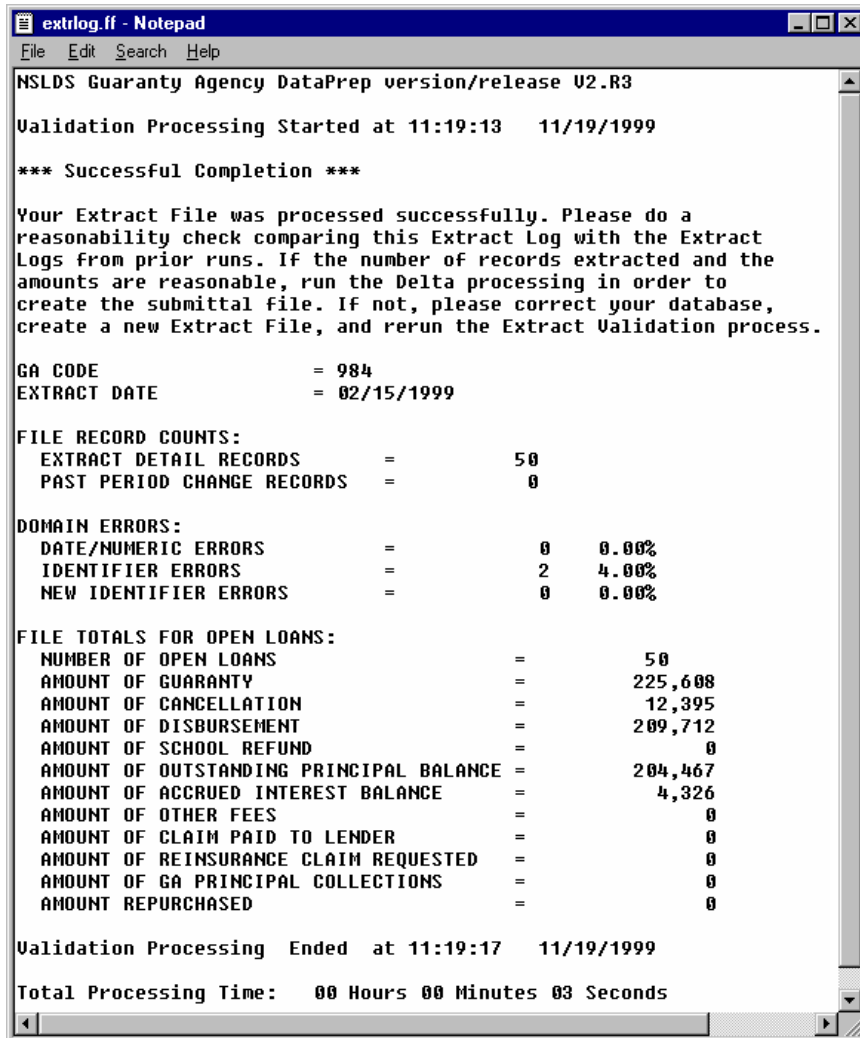 extrlog.ff - Notepad
File Edit Search Help
NSLDS Guaranty Agency DataPrep version/release V2.R3
Validation Processing Started at 11:19:13 11/19/1999
*** Successful Completion ***
Your Extract File was processed successfully. Please do a
reasonability check comparing this Extract Log with the Extract
Logs from prior runs. If the number of records extracted and the
amounts are reasonable, run the Delta processing in order to
create the submittal file. If not, please correct your database,
create a new Extract File, and rerun the Extract Validation process.
GA CODE = 984
EXTRACT DATE = 02/15/1999
FILE RECORD COUNTS:
EXTRACT DETAIL RECORDS = 50
PAST PERIOD CHANGE RECORDS = 0
DOMAIN ERRORS:
DATE/NUMERIC ERRORS = 0 0.00%
IDENTIFIER ERRORS = 2 4.00%
NEW IDENTIFIER ERRORS = 0 0.00%
FILE TOTALS FOR OPEN LOANS:
NUMBER OF OPEN LOANS = 50
AMOUNT OF GUARANTY = 225,608
AMOUNT OF CANCELLATION = 12,395
AMOUNT OF DISBURSEMENT = 209,712
AMOUNT OF SCHOOL REFUND = 0
AMOUNT OF OUTSTANDING PRINCIPAL BALANCE = 204,467
AMOUNT OF ACCRUED INTEREST BALANCE = 4,326
AMOUNT OF OTHER FEES = 0
AMOUNT OF CLAIM PAID TO LENDER = 0
AMOUNT OF REINSURANCE CLAIM REQUESTED = 0
AMOUNT OF GA PRINCIPAL COLLECTIONS = 0
AMOUNT REPURCHASED = 0
Validation Processing Ended at 11:19:17 11/19/1999
Total Processing Time: 00 Hours 00 Minutes 03 Seconds